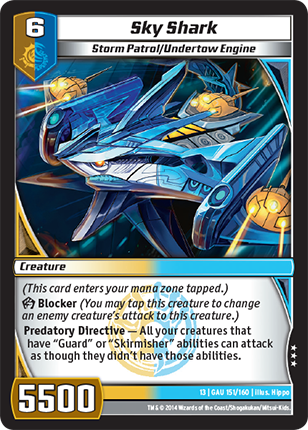 6
Sky Shark
Storm Patrol/Undertow Engine
Creature
(This card enters your mana zone tapped.)
Blocker (You may tap this creature to change
an enemy creature's attack to this creature.)
Predatory Directive — All your creatures that
have “Guard” or “Skirmisher” abilities can attack
as though they didn't have those abilities.
5500
13 | GAU 151/160 | Illus. Hippo
TM & © 2014 Wizards of the Coast/Shogakukan/Mitsui-Kids.